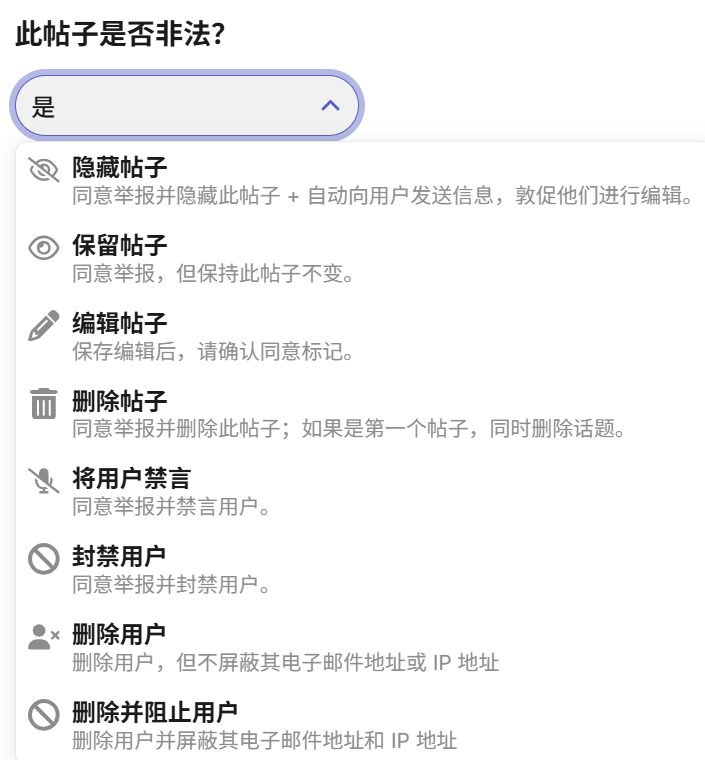 此帖子是否非法？
是
隐藏帖子
同意举报并隐藏此帖子 + 自动向用户发送信息，敦促他们进行编辑。
保留帖子
同意举报，但保持此帖子不变。
编辑帖子
保存编辑后，请确认同意标记。
删除帖子
同意举报并删除此帖子；如果是第一个帖子，同时删除话题。
将用户禁言
同意举报并禁言用户。
封禁用户
同意举报并封禁用户。
删除用户
删除用户，但不屏蔽其电子邮件地址或 IP 地址
删除并阻止用户
删除用户并屏蔽其电子邮件地址和 IP 地址